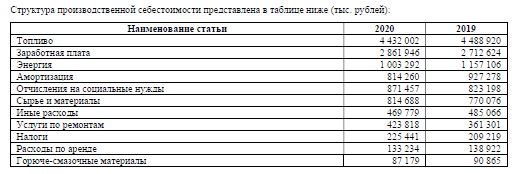 Структура производственной себестоимости представлена в таблице ниже (тыс. рублей):
Наименование статьи 2020 2019
Топливо 4 432 002 4 488 920
Заработная плата 2 861 946 2 712 624
Энергия 1 003 292 1 157 106
Амортизация 814 260 927 278
Отчисления на социальные нужды 871 457 823 198
Сырье и материалы 814 688 770 076
Иные расходы 469 779 485 066
Услуги по ремонтам 423 818 361 301
Налоги 225 441 209 219
Расходы по аренде 133 234 138 922
Горюче-смазочные материалы 87 179 90 865